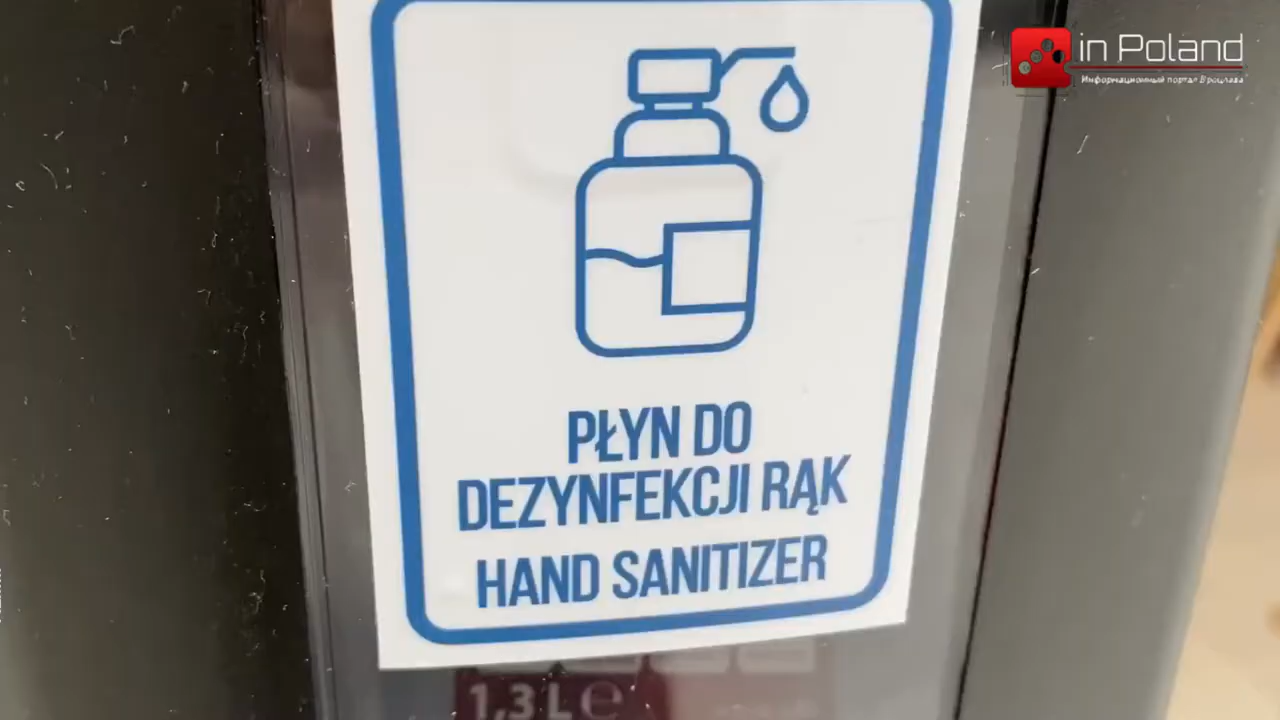 in Poland
Информационный портал Вроцлава
PŁYN DO
DEZYNFEKCJI RĄK
HAND SANITIZER
1,3 L e